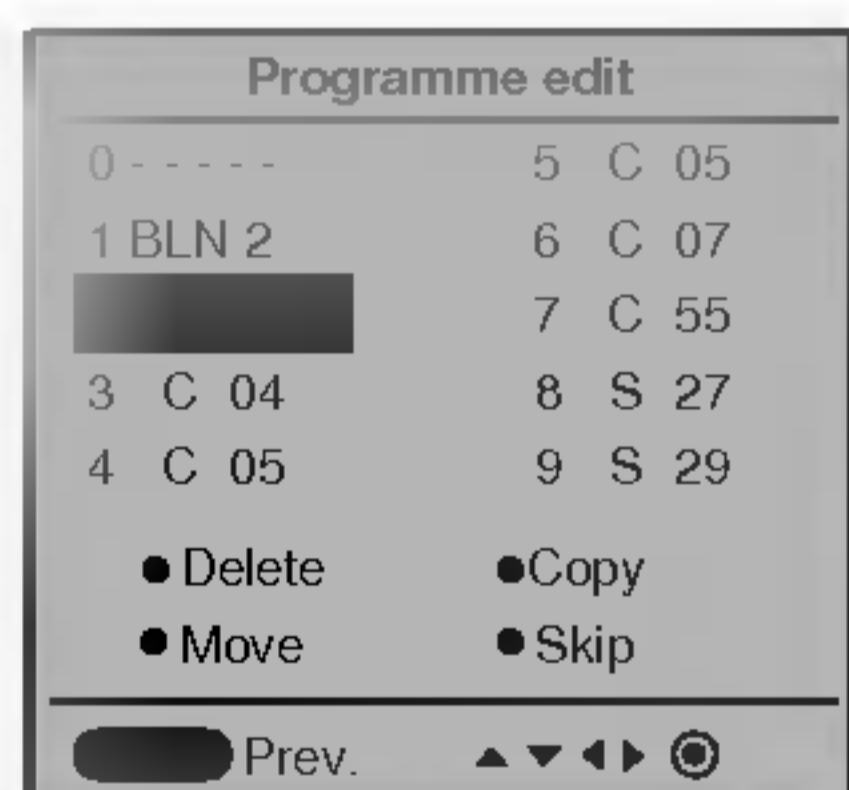 Programme edit
0 - - - - - 5 C 05
1 BLN 2 6 C 07
7 C 55
3 C 04 8 S 27
4 C 05 9 S 29
Delete Copy
Move Skip
Prev.